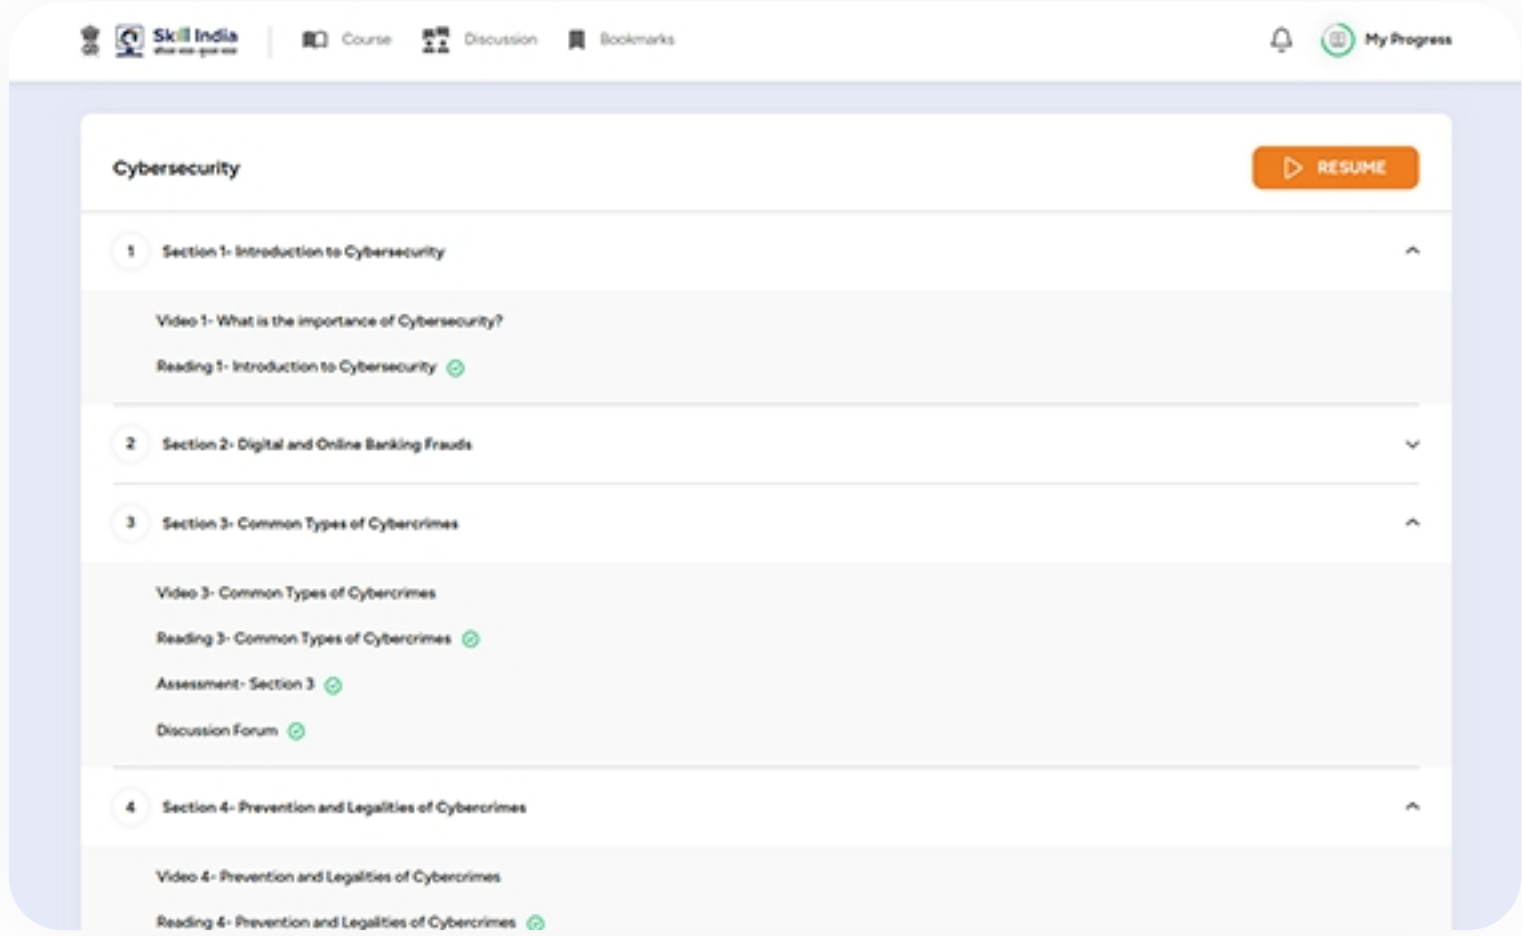 Skill India
Course
Discussion
Bookmarks
My Progress
Cybersecurity
RESUME
1 Section 1- Introduction to Cybersecurity
Video 1- What is the importance of Cybersecurity?
Reading 1- Introduction to Cybersecurity
2 Section 2- Digital and Online Banking Frauds
3 Section 3- Common Types of Cybercrimes
Video 3- Common Types of Cybercrimes
Reading 3- Common Types of Cybercrimes
Assessment- Section 3
Discussion Forum
4 Section 4- Prevention and Legalities of Cybercrimes
Video 4- Prevention and Legalities of Cybercrimes
Reading 4- Prevention and Legalities of Cybercrimes